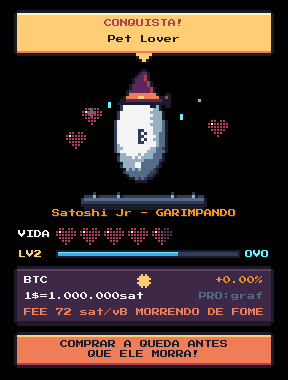 CONQUISTA!
Pet Lover
B
Satoshi Jr - GARIMPANDO
VIDA
LV2 OVO
BTC +0.00%
1$=1.000.000sat PRO:graf
FEE 72 sat/vB MORRENDO DE FOME
COMPRAR A QUEDA ANTES
QUE ELE MORRA!